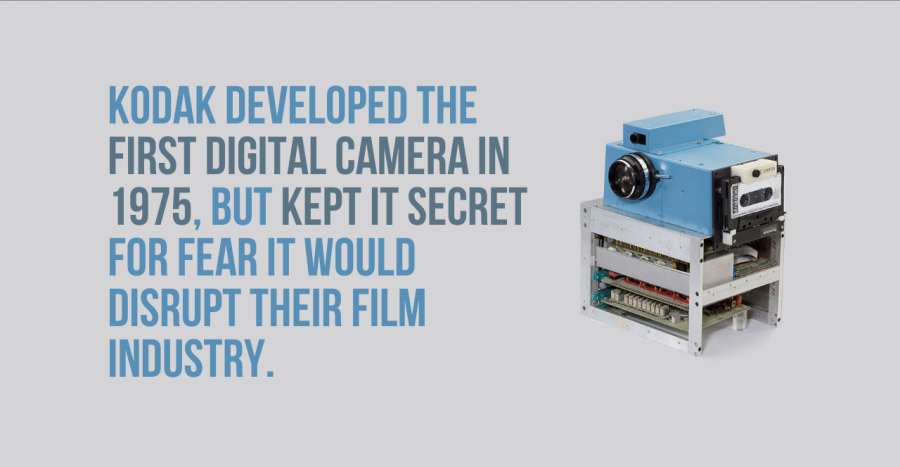 KODAK DEVELOPED THE
FIRST DIGITAL CAMERA IN
1975, BUT KEPT IT SECRET
FOR FEAR IT WOULD
DISRUPT THEIR FILM
INDUSTRY.